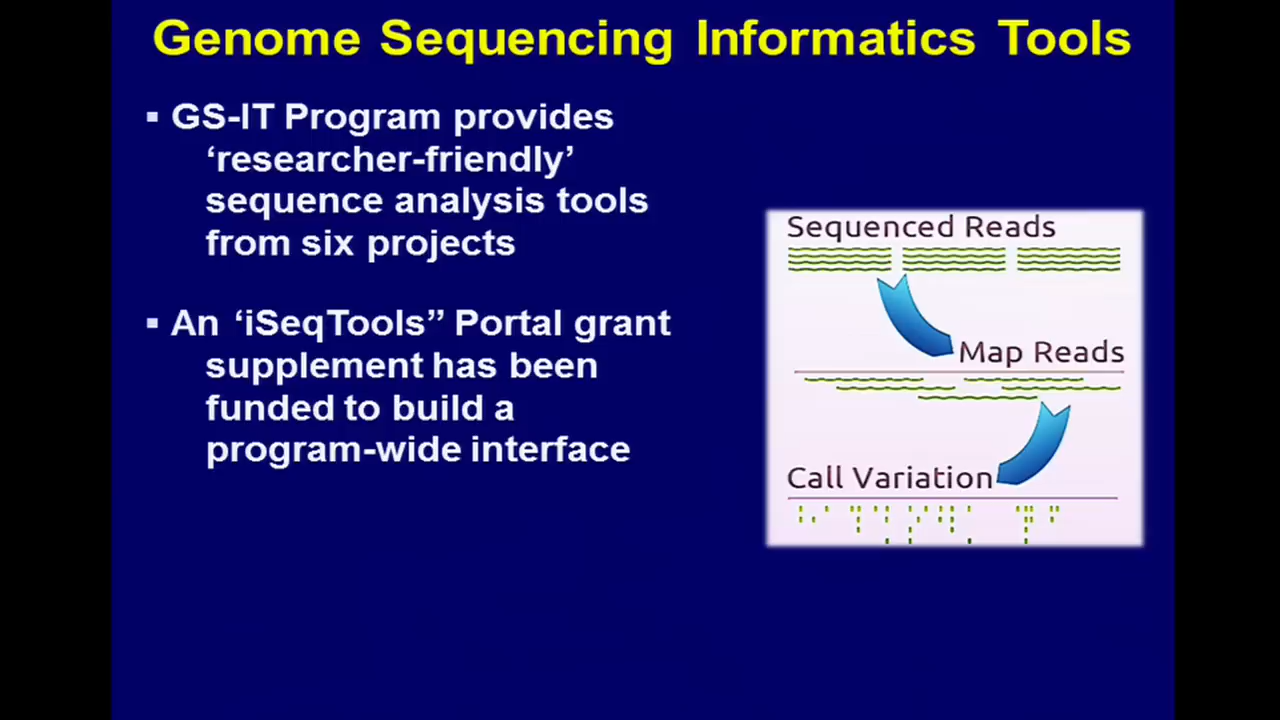 Genome Sequencing Informatics Tools
▪ GS-IT Program provides
‘researcher-friendly’
sequence analysis tools
from six projects
▪ An ‘iSeqTools” Portal grant
supplement has been
funded to build a
program-wide interface
Sequenced Reads
Map Reads
Call Variation